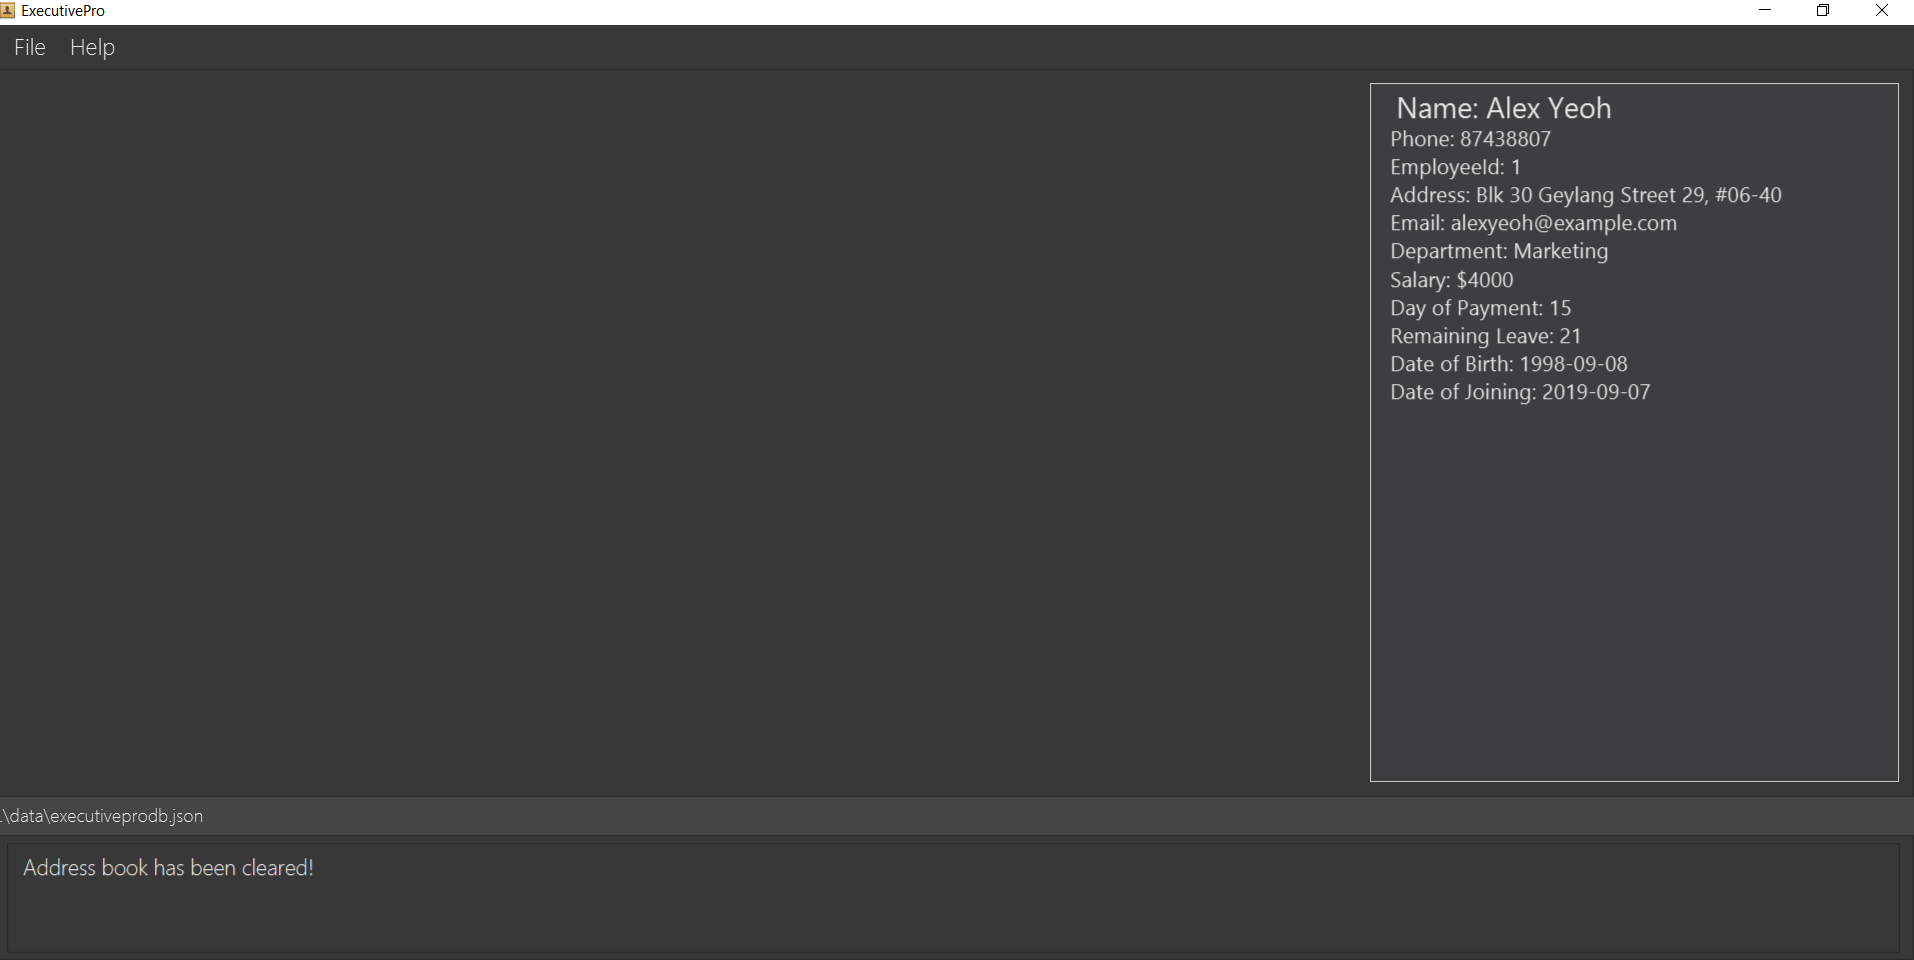 ExecutivePro
File Help
Name: Alex Yeoh
Phone: 87438807
EmployeeId: 1
Address: Blk 30 Geylang Street 29, #06-40
Email: alexyeoh@example.com
Department: Marketing
Salary: $4000
Day of Payment: 15
Remaining Leave: 21
Date of Birth: 1998-09-08
Date of Joining: 2019-09-07
.\data\executiveprodb.json
Address book has been cleared!